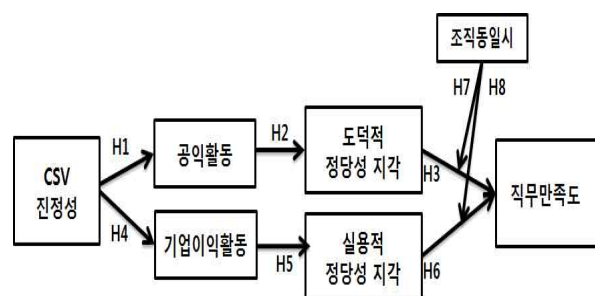 조직동일시
H7
H8
H1
H2
공익활동
도덕적
정당성 지각
H3
CSV
진정성
직무만족도
H4
기업이익활동
H5
실용적
정당성 지각
H6